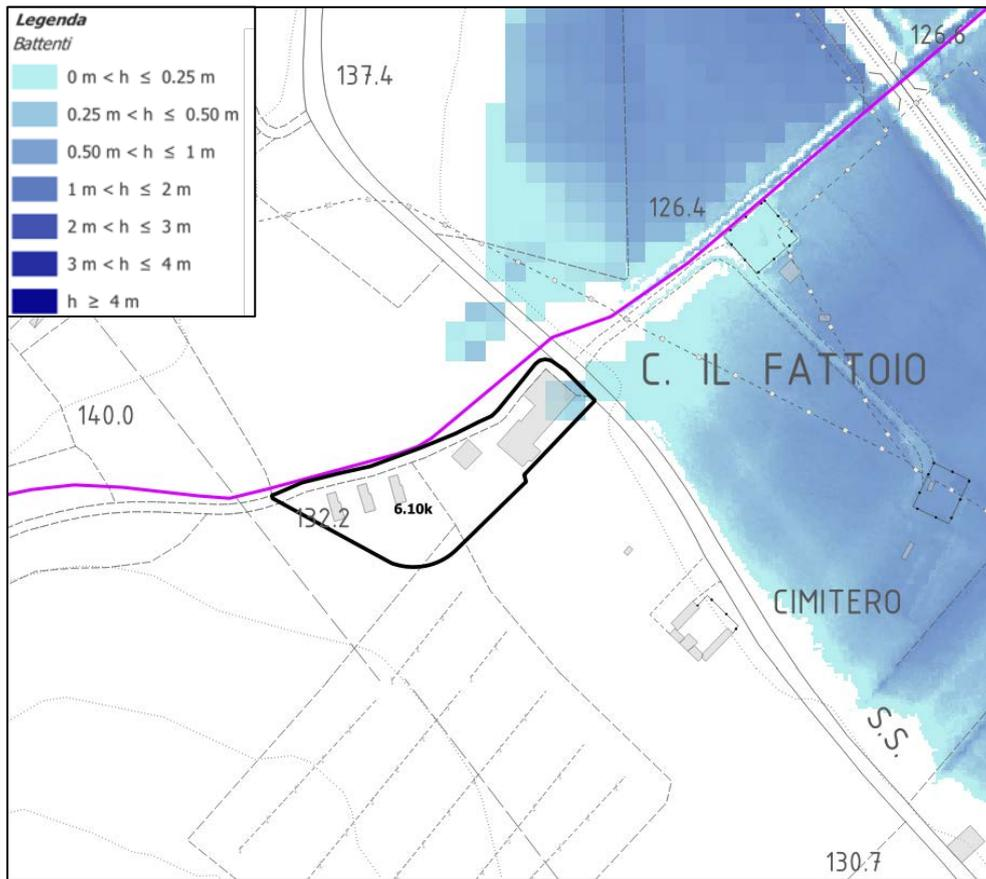 Legenda
Battenti
0 m < h ≤ 0.25 m
0.25 m < h ≤ 0.50 m
0.50 m < h ≤ 1 m
1 m < h ≤ 2 m
2 m < h ≤ 3 m
3 m < h ≤ 4 m
h ≥ 4 m
126.6
137.4
126.4
C. IL FATTOIO
140.0
6.10k
132.2
CIMITERO
S.S.
130.7